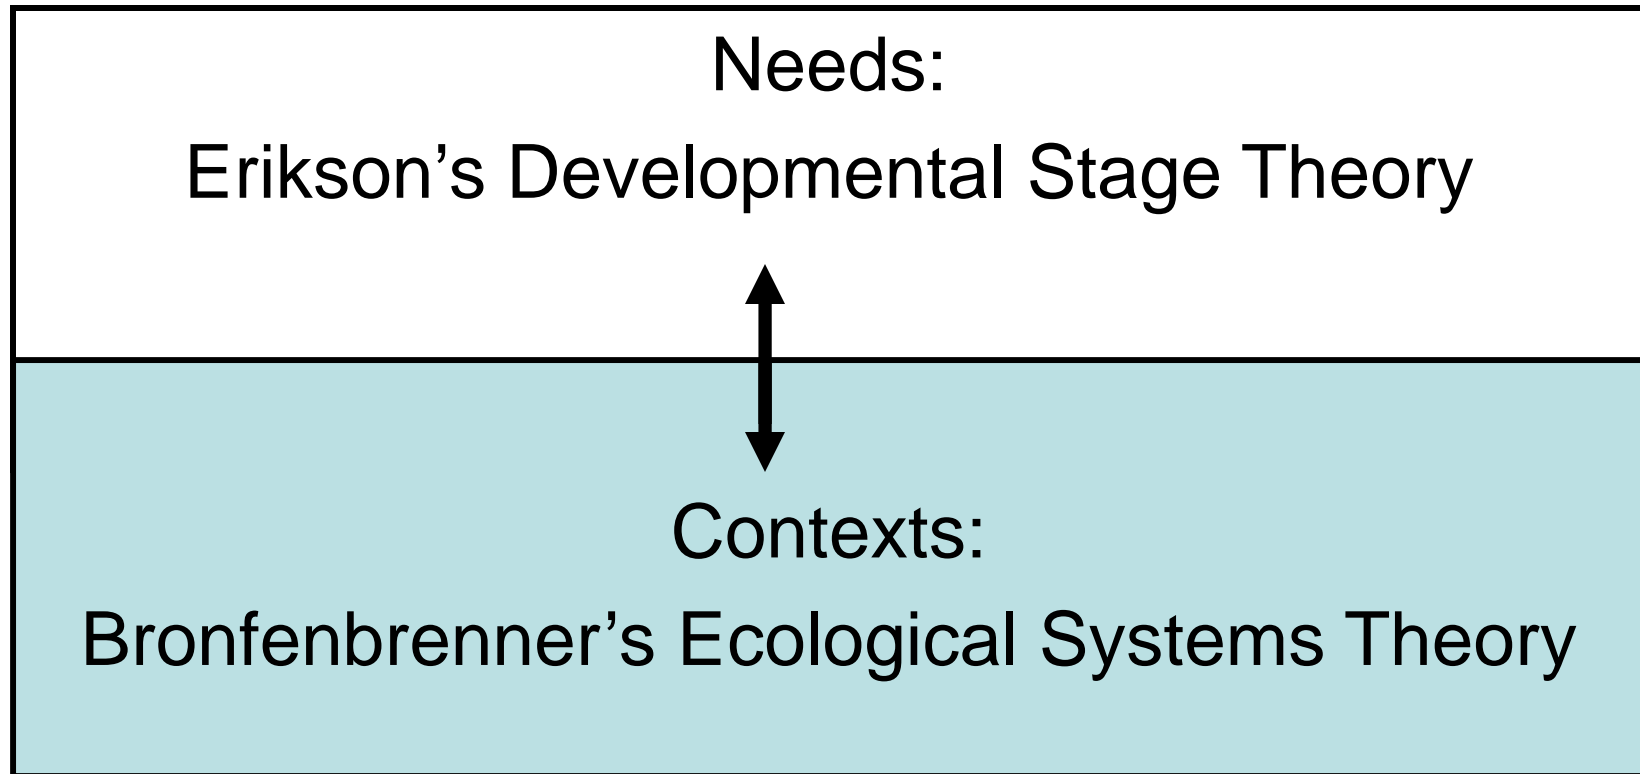 Needs:
Erikson’s Developmental Stage Theory
Contexts:
Bronfenbrenner’s Ecological Systems Theory